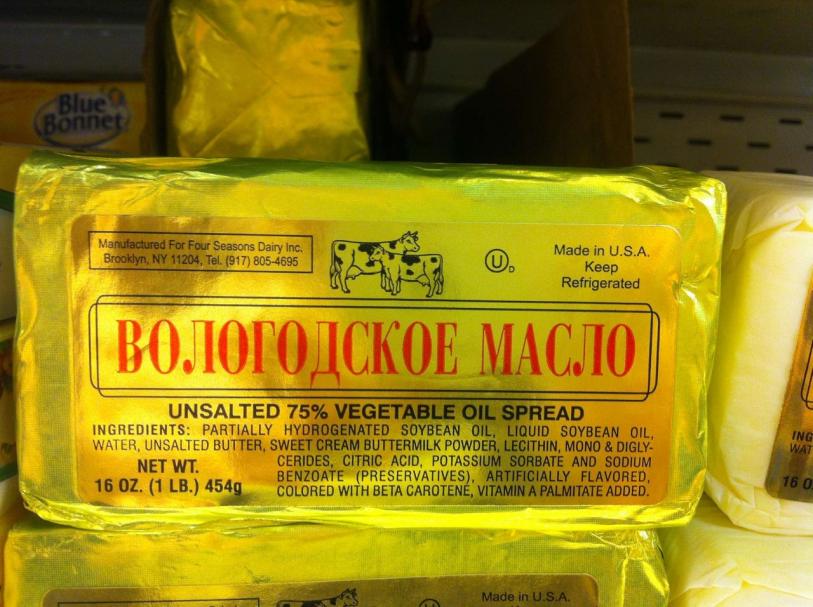 Blue
Bonnet
Manufactured For Four Seasons Dairy Inc.
Brooklyn, NY 11204, Tel. (917) 805-4695
U D
Made in U.S.A.
Keep
Refrigerated
ВОЛОГОДСКОЕ МАСЛО
UNSALTED 75% VEGETABLE OIL SPREAD
INGREDIENTS: PARTIALLY HYDROGENATED SOYBEAN OIL, LIQUID SOYBEAN OIL,
WATER, UNSALTED BUTTER, SWEET CREAM BUTTERMILK POWDER, LECITHIN, MONO & DIGLY-
CERIDES, CITRIC ACID, POTASSIUM SORBATE AND SODIUM
BENZOATE (PRESERVATIVES), ARTIFICIALLY FLAVORED,
COLORED WITH BETA CAROTENE, VITAMIN A PALMITATE ADDED.
NET WT.
16 OZ. (1 LB.) 454g
ING
WAT
16 O
Made in U.S.A.